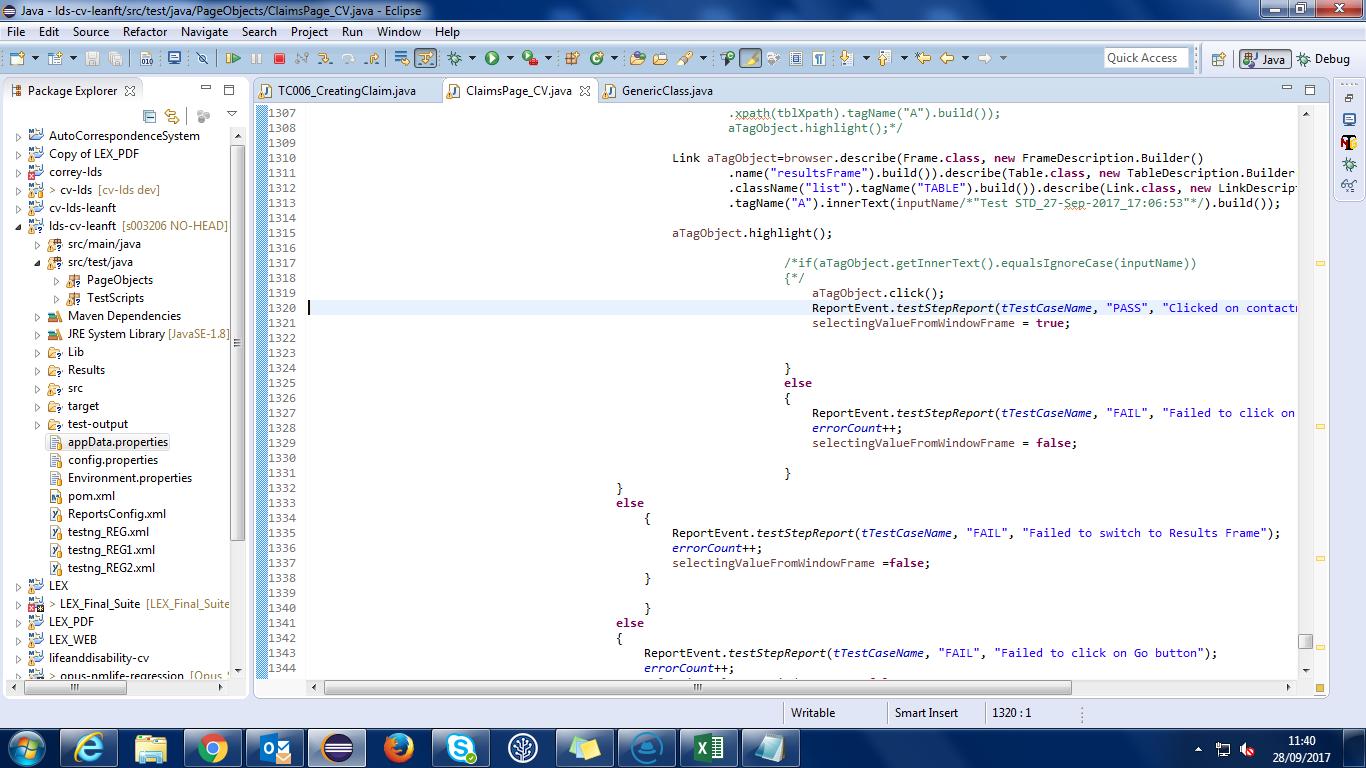 Java - lds-cv-leanft/src/test/java/PageObjects/ClaimsPage_CV.java - Eclipse
File Edit Source Refactor Navigate Search Project Run Window Help
Quick Access Java Debug
Package Explorer
AutoCorrespondenceSystem
Copy of LEX_PDF
correy-lds
> cv-lds [cv-lds dev]
cv-lds-leanft
lds-cv-leanft [s003206 NO-HEAD]
src/main/java
src/test/java
PageObjects
TestScripts
Maven Dependencies
JRE System Library [JavaSE-1.8]
Lib
Results
src
target
test-output
appData.properties
config.properties
Environment.properties
pom.xml
ReportsConfig.xml
testng_REG.xml
testng_REG1.xml
testng_REG2.xml
LEX
> LEX_Final_Suite [LEX_Final_Suite
LEX_PDF
LEX_WEB
lifeanddisability-cv
> opus-nmlife-regression [Opus_
TC006_CreatingClaim.java ClaimsPage_CV.java GenericClass.java
1307 .xpath(tblXpath).tagName("A").build());
1308 aTagObject.highlight();*/
1309
1310 Link aTagObject=browser.describe(Frame.class, new FrameDescription.Builder()
1311 .name("resultsFrame").build()).describe(Table.class, new TableDescription.Builder
1312 .className("list").tagName("TABLE").build()).describe(Link.class, new LinkDescript
1313 .tagName("A").innerText(inputName/*"Test STD_27-Sep-2017_17:06:53"*/).build());
1314
1315 aTagObject.highlight();
1316
1317 /*if(aTagObject.getInnerText().equalsIgnoreCase(inputName))
1318 {*/
1319 aTagObject.click();
1320 ReportEvent.testStepReport(tTestCaseName, "PASS", "Clicked on contactn
1321 selectingValueFromWindowFrame = true;
1322
1323
1324 }
1325 else
1326 {
1327 ReportEvent.testStepReport(tTestCaseName, "FAIL", "Failed to click on
1328 errorCount++;
1329 selectingValueFromWindowFrame = false;
1330
1331 }
1332 }
1333 else
1334 {
1335 ReportEvent.testStepReport(tTestCaseName, "FAIL", "Failed to switch to Results Frame");
1336 errorCount++;
1337 selectingValueFromWindowFrame =false;
1338 }
1339
1340 }
1341 else
1342 {
1343 ReportEvent.testStepReport(tTestCaseName, "FAIL", "Failed to click on Go button");
1344 errorCount++;
Writable Smart Insert 1320 : 1
11:40
28/09/2017